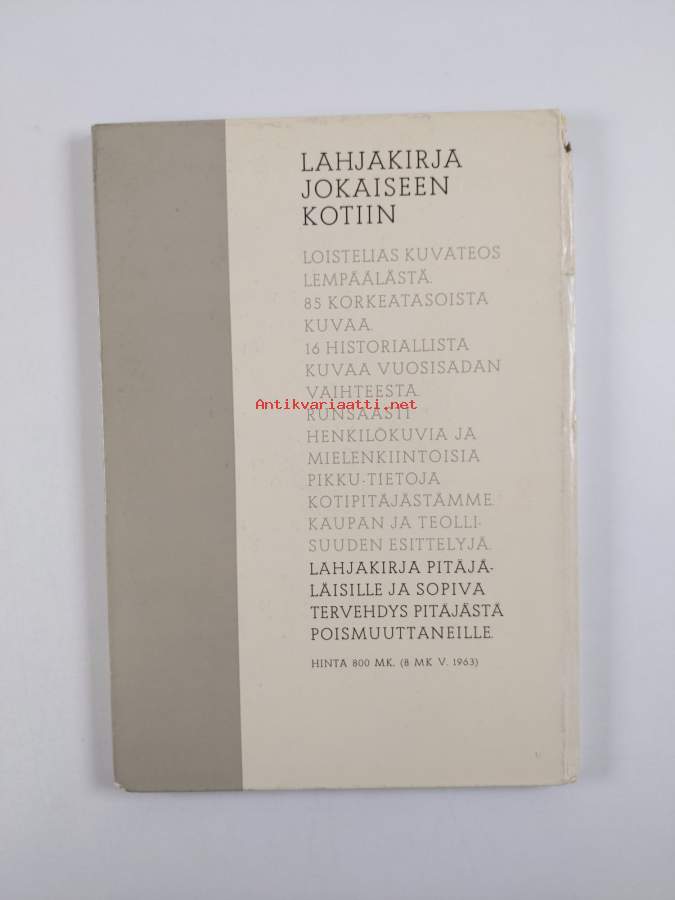 LAHJAKIRJA
JOKAISEEN
KOTIIN
LOISTELIAS KUVATEOS
LEMPÄÄLÄSTÄ.
85 KORKEATASOISTA
KUVAA.
16 HISTORIALLISTA
KUVAA VUOSISADAN
VAIHTEESTA.
Antikvariaatti.net
RUNSAASTI
HENKILÖKUVIA JA
MIELENKIINTOISIA
PIKKU-TIETOJA
KOTIPITÄJÄSTÄMME.
KAUPAN JA TEOLLI-
SUUDEN ESITTELYJÄ.
LAHJAKIRJA PITÄJÄ-
LÄISILLE JA SOPIVA
TERVEHDYS PITÄJÄSTÄ
POISMUUTTANEILLE.
HINTA 800 MK. (8 MK V. 1963)